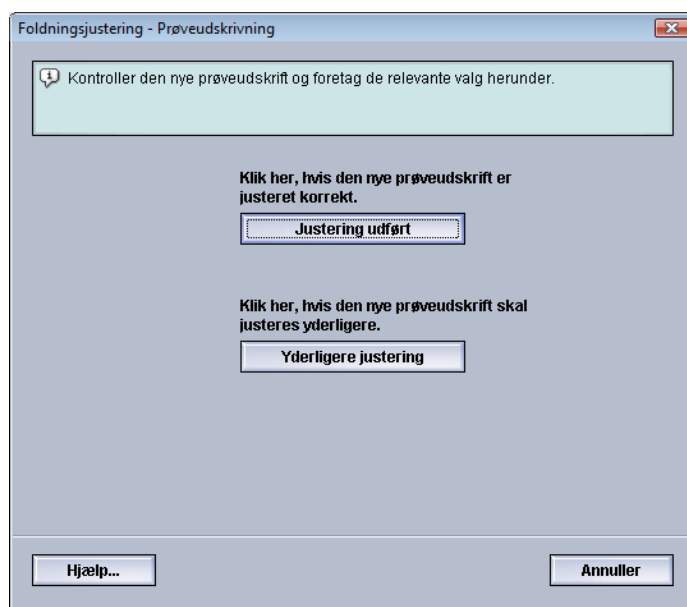 Foldningsjustering - Prøveudskrivning
Kontroller den nye prøveudskrift og foretag de relevante valg herunder.
Klik her, hvis den nye prøveudskrift er
justeret korrekt.
Justering udført
Klik her, hvis den nye prøveudskrift skal
justeres yderligere.
Yderligere justering
Hjælp...
Annuller